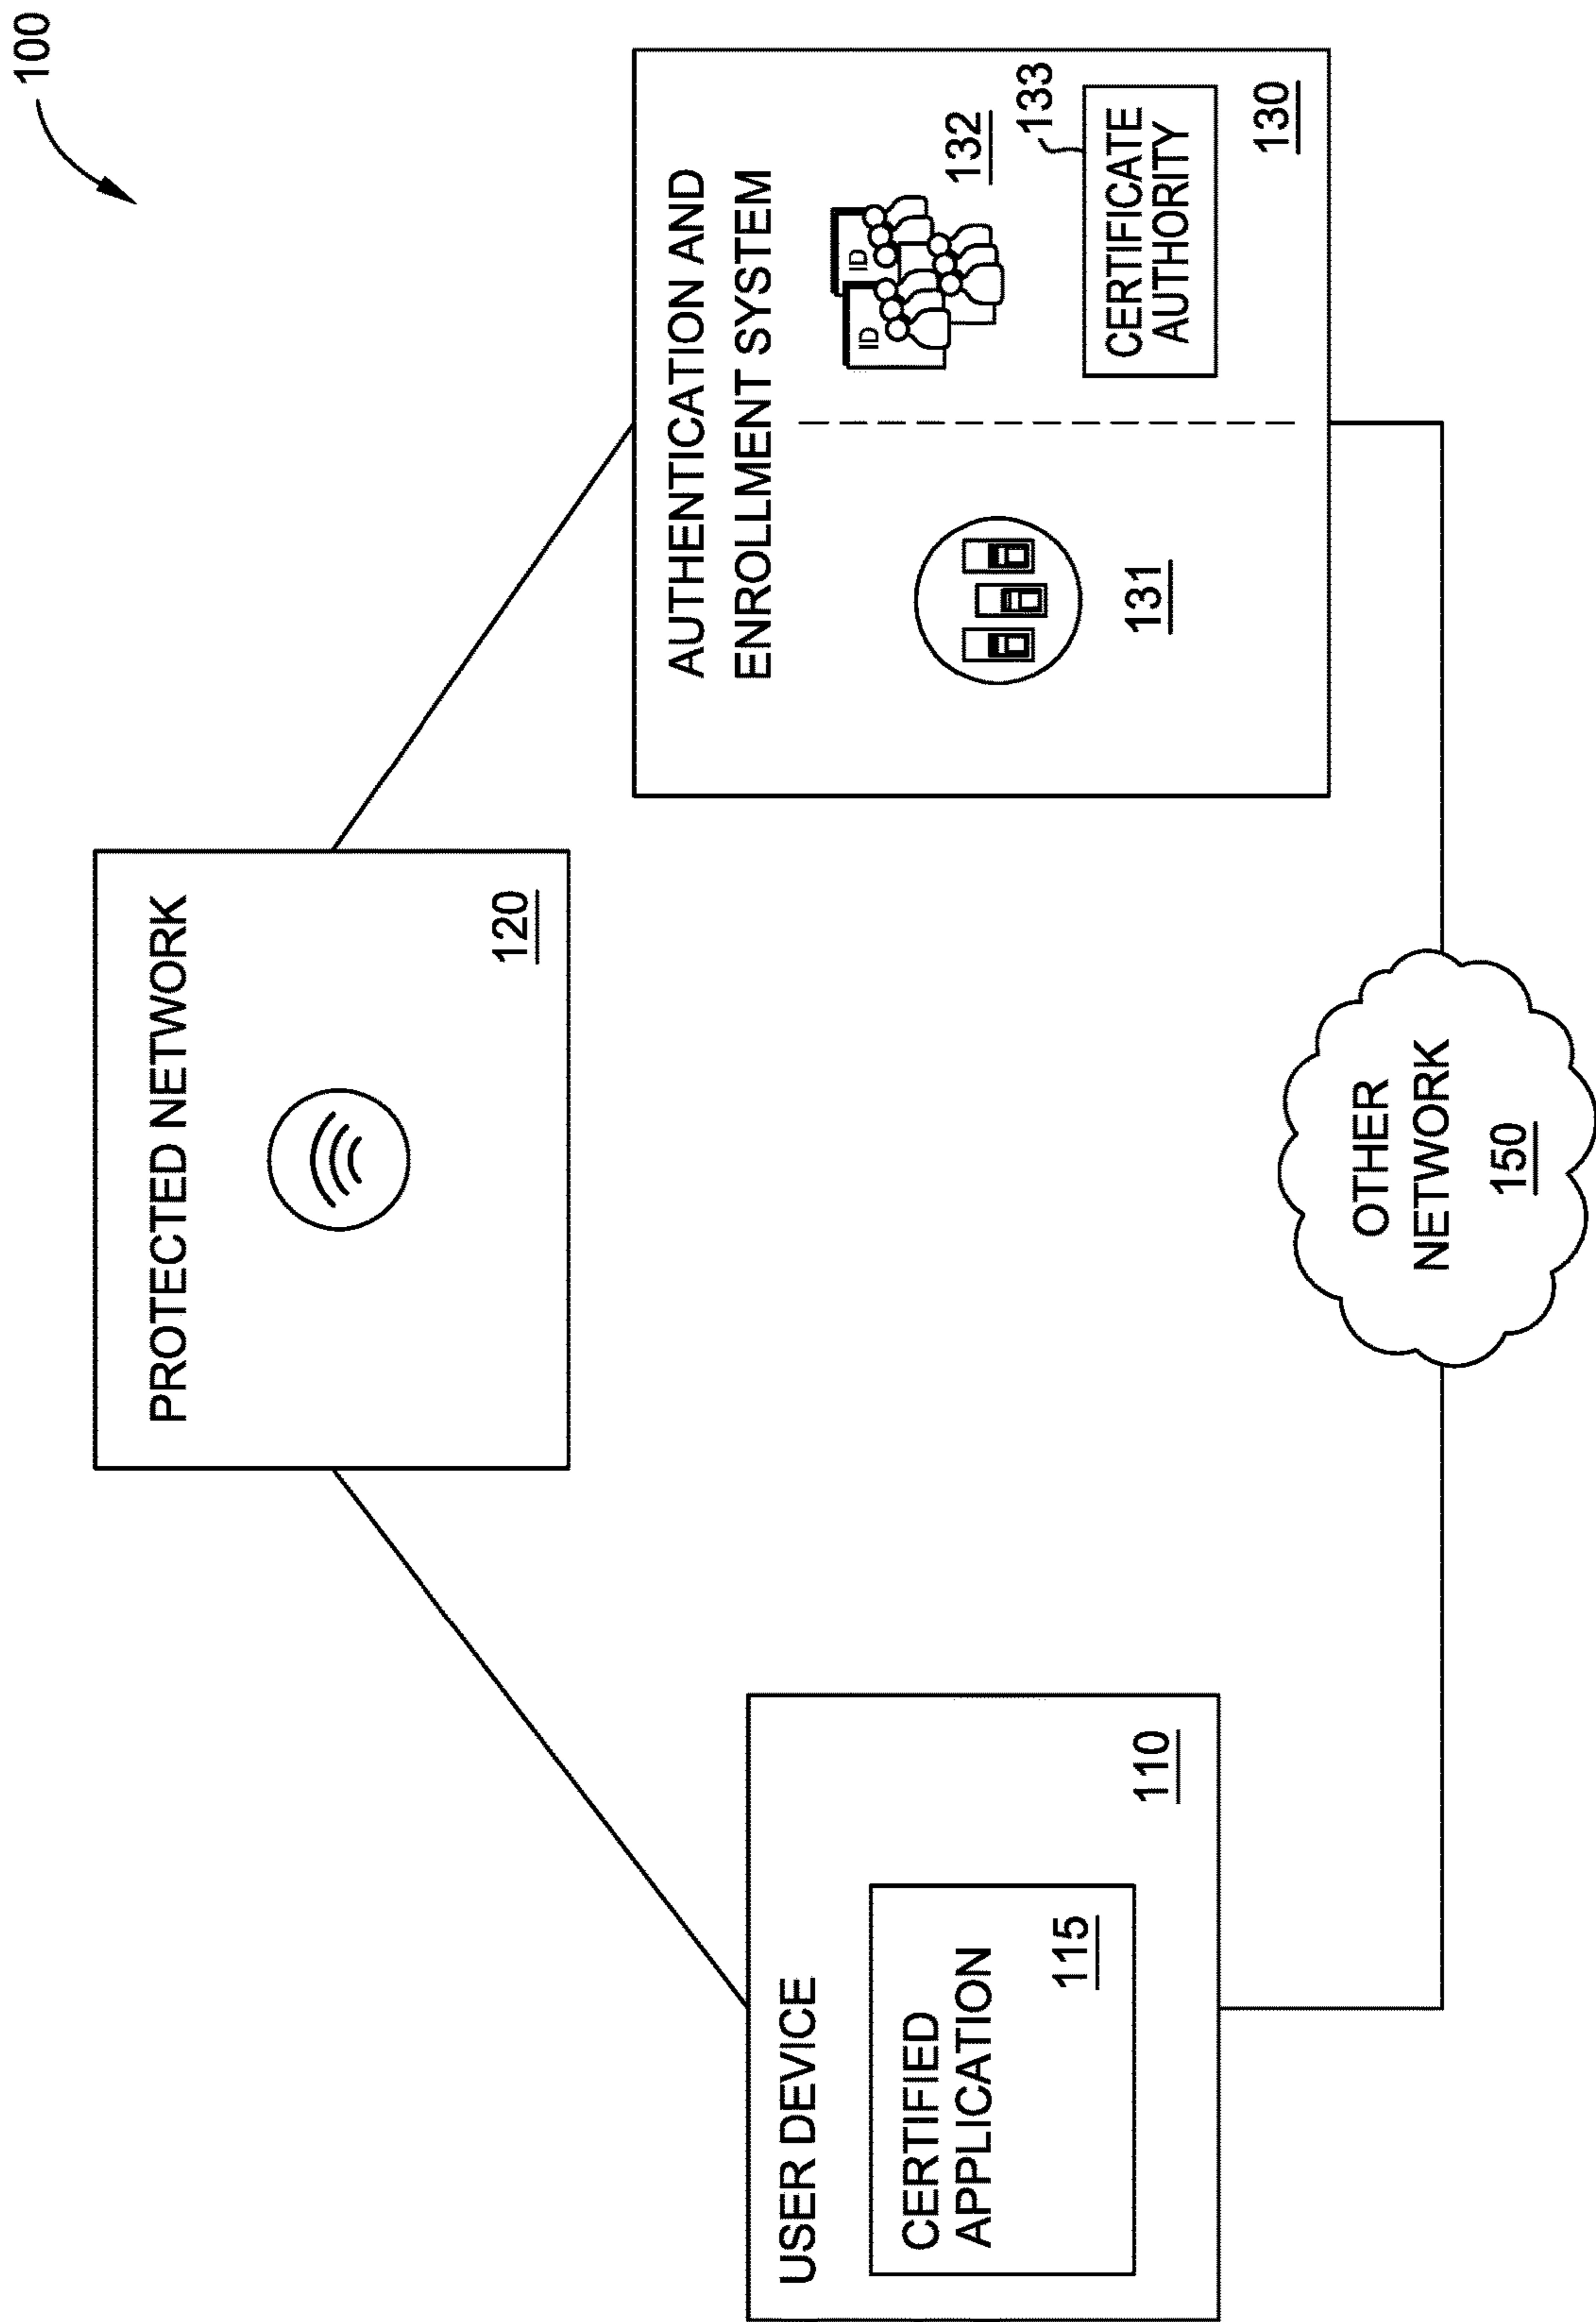 100
PROTECTED NETWORK
120
USER DEVICE
CERTIFIED
APPLICATION
115
110
AUTHENTICATION AND
ENROLLMENT SYSTEM
131
ID
ID
132
133
CERTIFICATE
AUTHORITY
130
OTHER
NETWORK
150